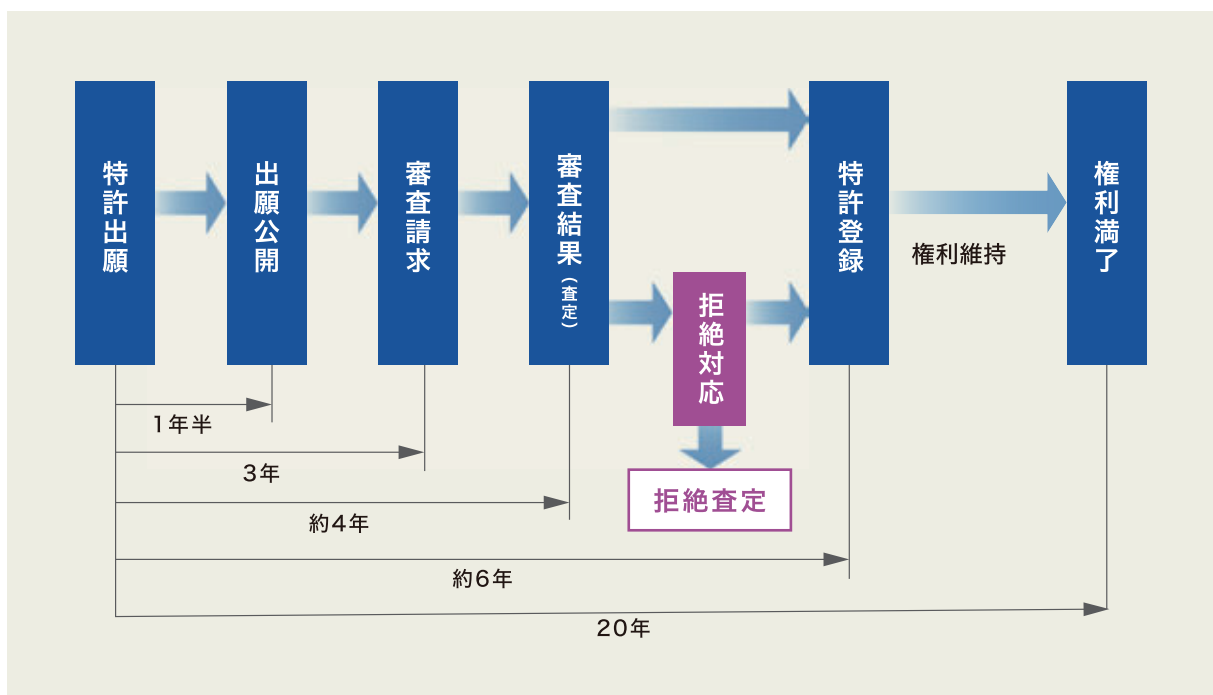 特許出願
出願公開
審査請求
審査結果(査定)
拒絶対応
特許登録
権利維持
権利満了
拒絶査定
1年半
3年
約4年
約6年
20年